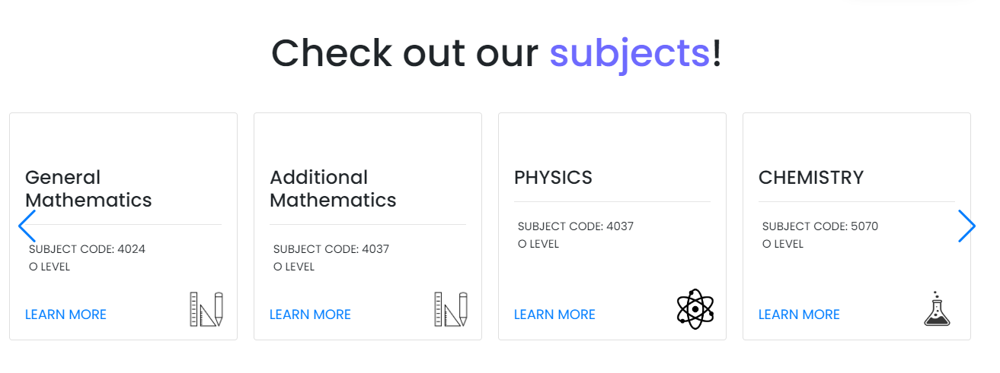 Check out our subjects!
General
Mathematics
SUBJECT CODE: 4024
O LEVEL
LEARN MORE
Additional
Mathematics
SUBJECT CODE: 4037
O LEVEL
LEARN MORE
PHYSICS
SUBJECT CODE: 4037
O LEVEL
LEARN MORE
CHEMISTRY
SUBJECT CODE: 5070
O LEVEL
LEARN MORE